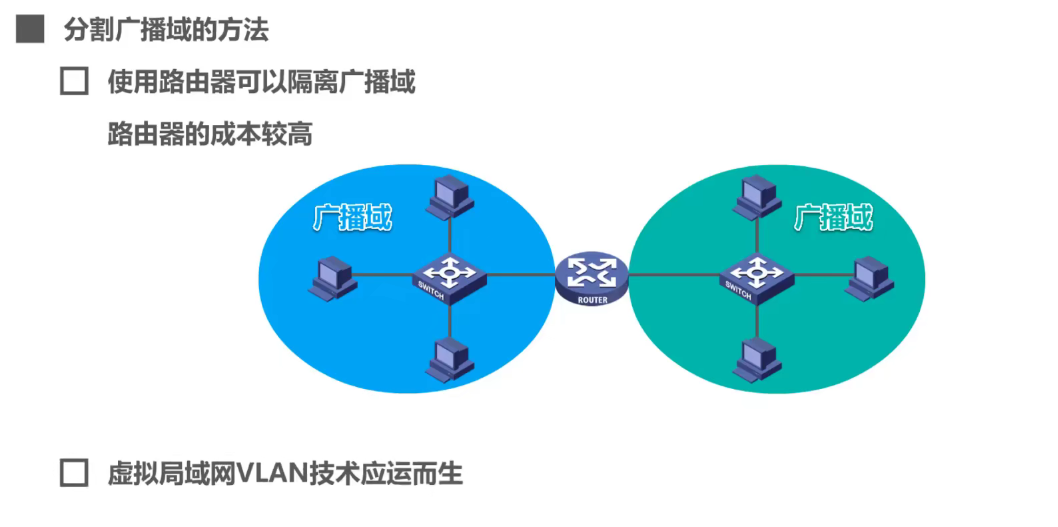 分割广播域的方法
使用路由器可以隔离广播域
路由器的成本较高
广播域
广播域
SWITCH
ROUTER
SWITCH
虚拟局域网VLAN技术应运而生